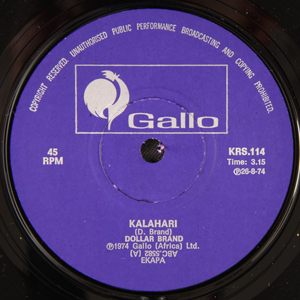 COPYRIGHT RESERVED. UNAUTHORISED PUBLIC PERFORMANCE BROADCASTING AND COPYING PROHIBITED.
Gallo
45
RPM
KRS.114
Time: 3.15
℗26-8-74
KALAHARI
(D. Brand)
DOLLAR BRAND
℗1974 Gallo (Africa) Ltd.
ABC.5582 (A)
EKAPA